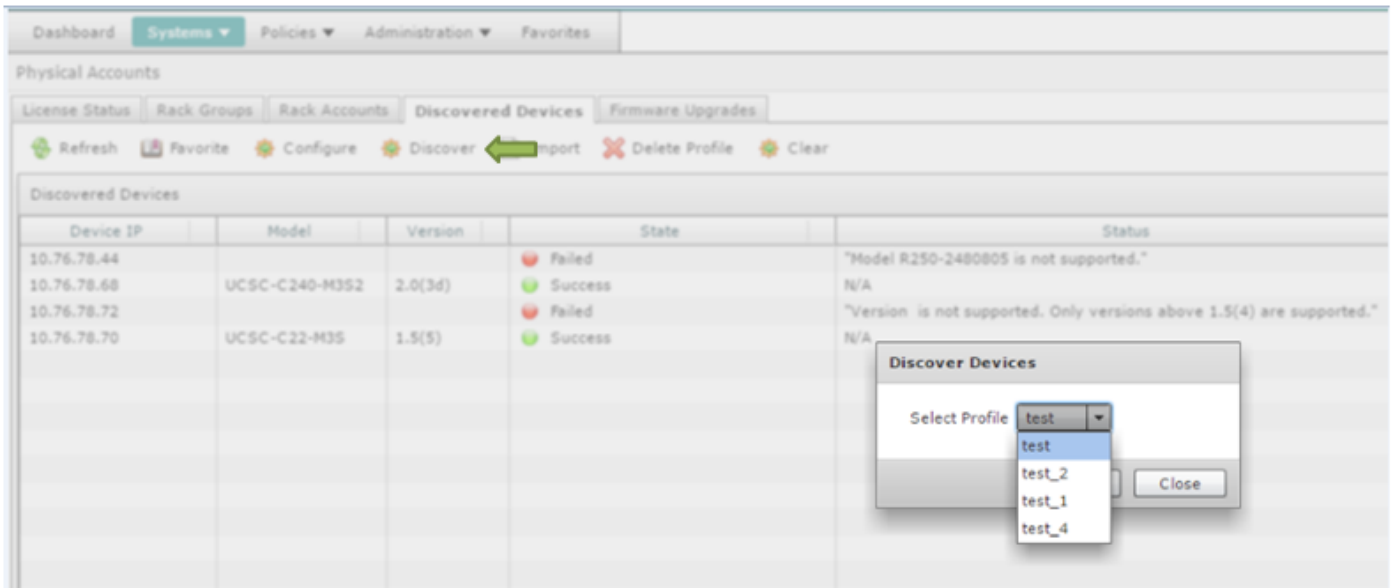 Dashboard Systems Policies Administration Favorites
Physical Accounts
License Status Rack Groups Rack Accounts Discovered Devices Firmware Upgrades
Refresh Favorite Configure Discover mport Delete Profile Clear
Discovered Devices
Device IP Model Version State Status
10.76.78.44 Failed "Model R250-2480805 is not supported."
10.76.78.68 UCSC-C240-M3S2 2.0(3d) Success N/A
10.76.78.72 Failed "Version is not supported. Only versions above 1.5(4) are supported."
10.76.78.70 UCSC-C22-M3S 1.5(5) Success N/A
Discover Devices
Select Profile test
test
test_2
Close
test_1
test_4